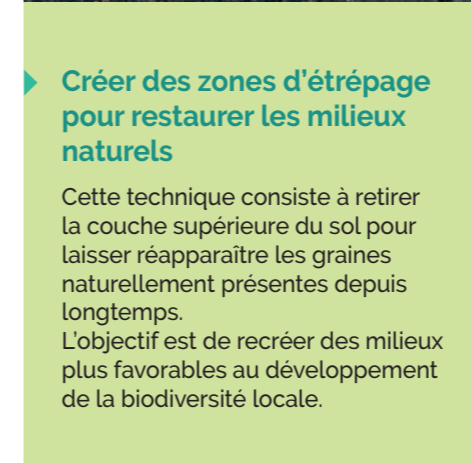 Créer des zones d’étrépage
pour restaurer les milieux
naturels
Cette technique consiste à retirer
la couche supérieure du sol pour
laisser réapparaître les graines
naturellement présentes depuis
longtemps.
L’objectif est de recréer des milieux
plus favorables au développement
de la biodiversité locale.